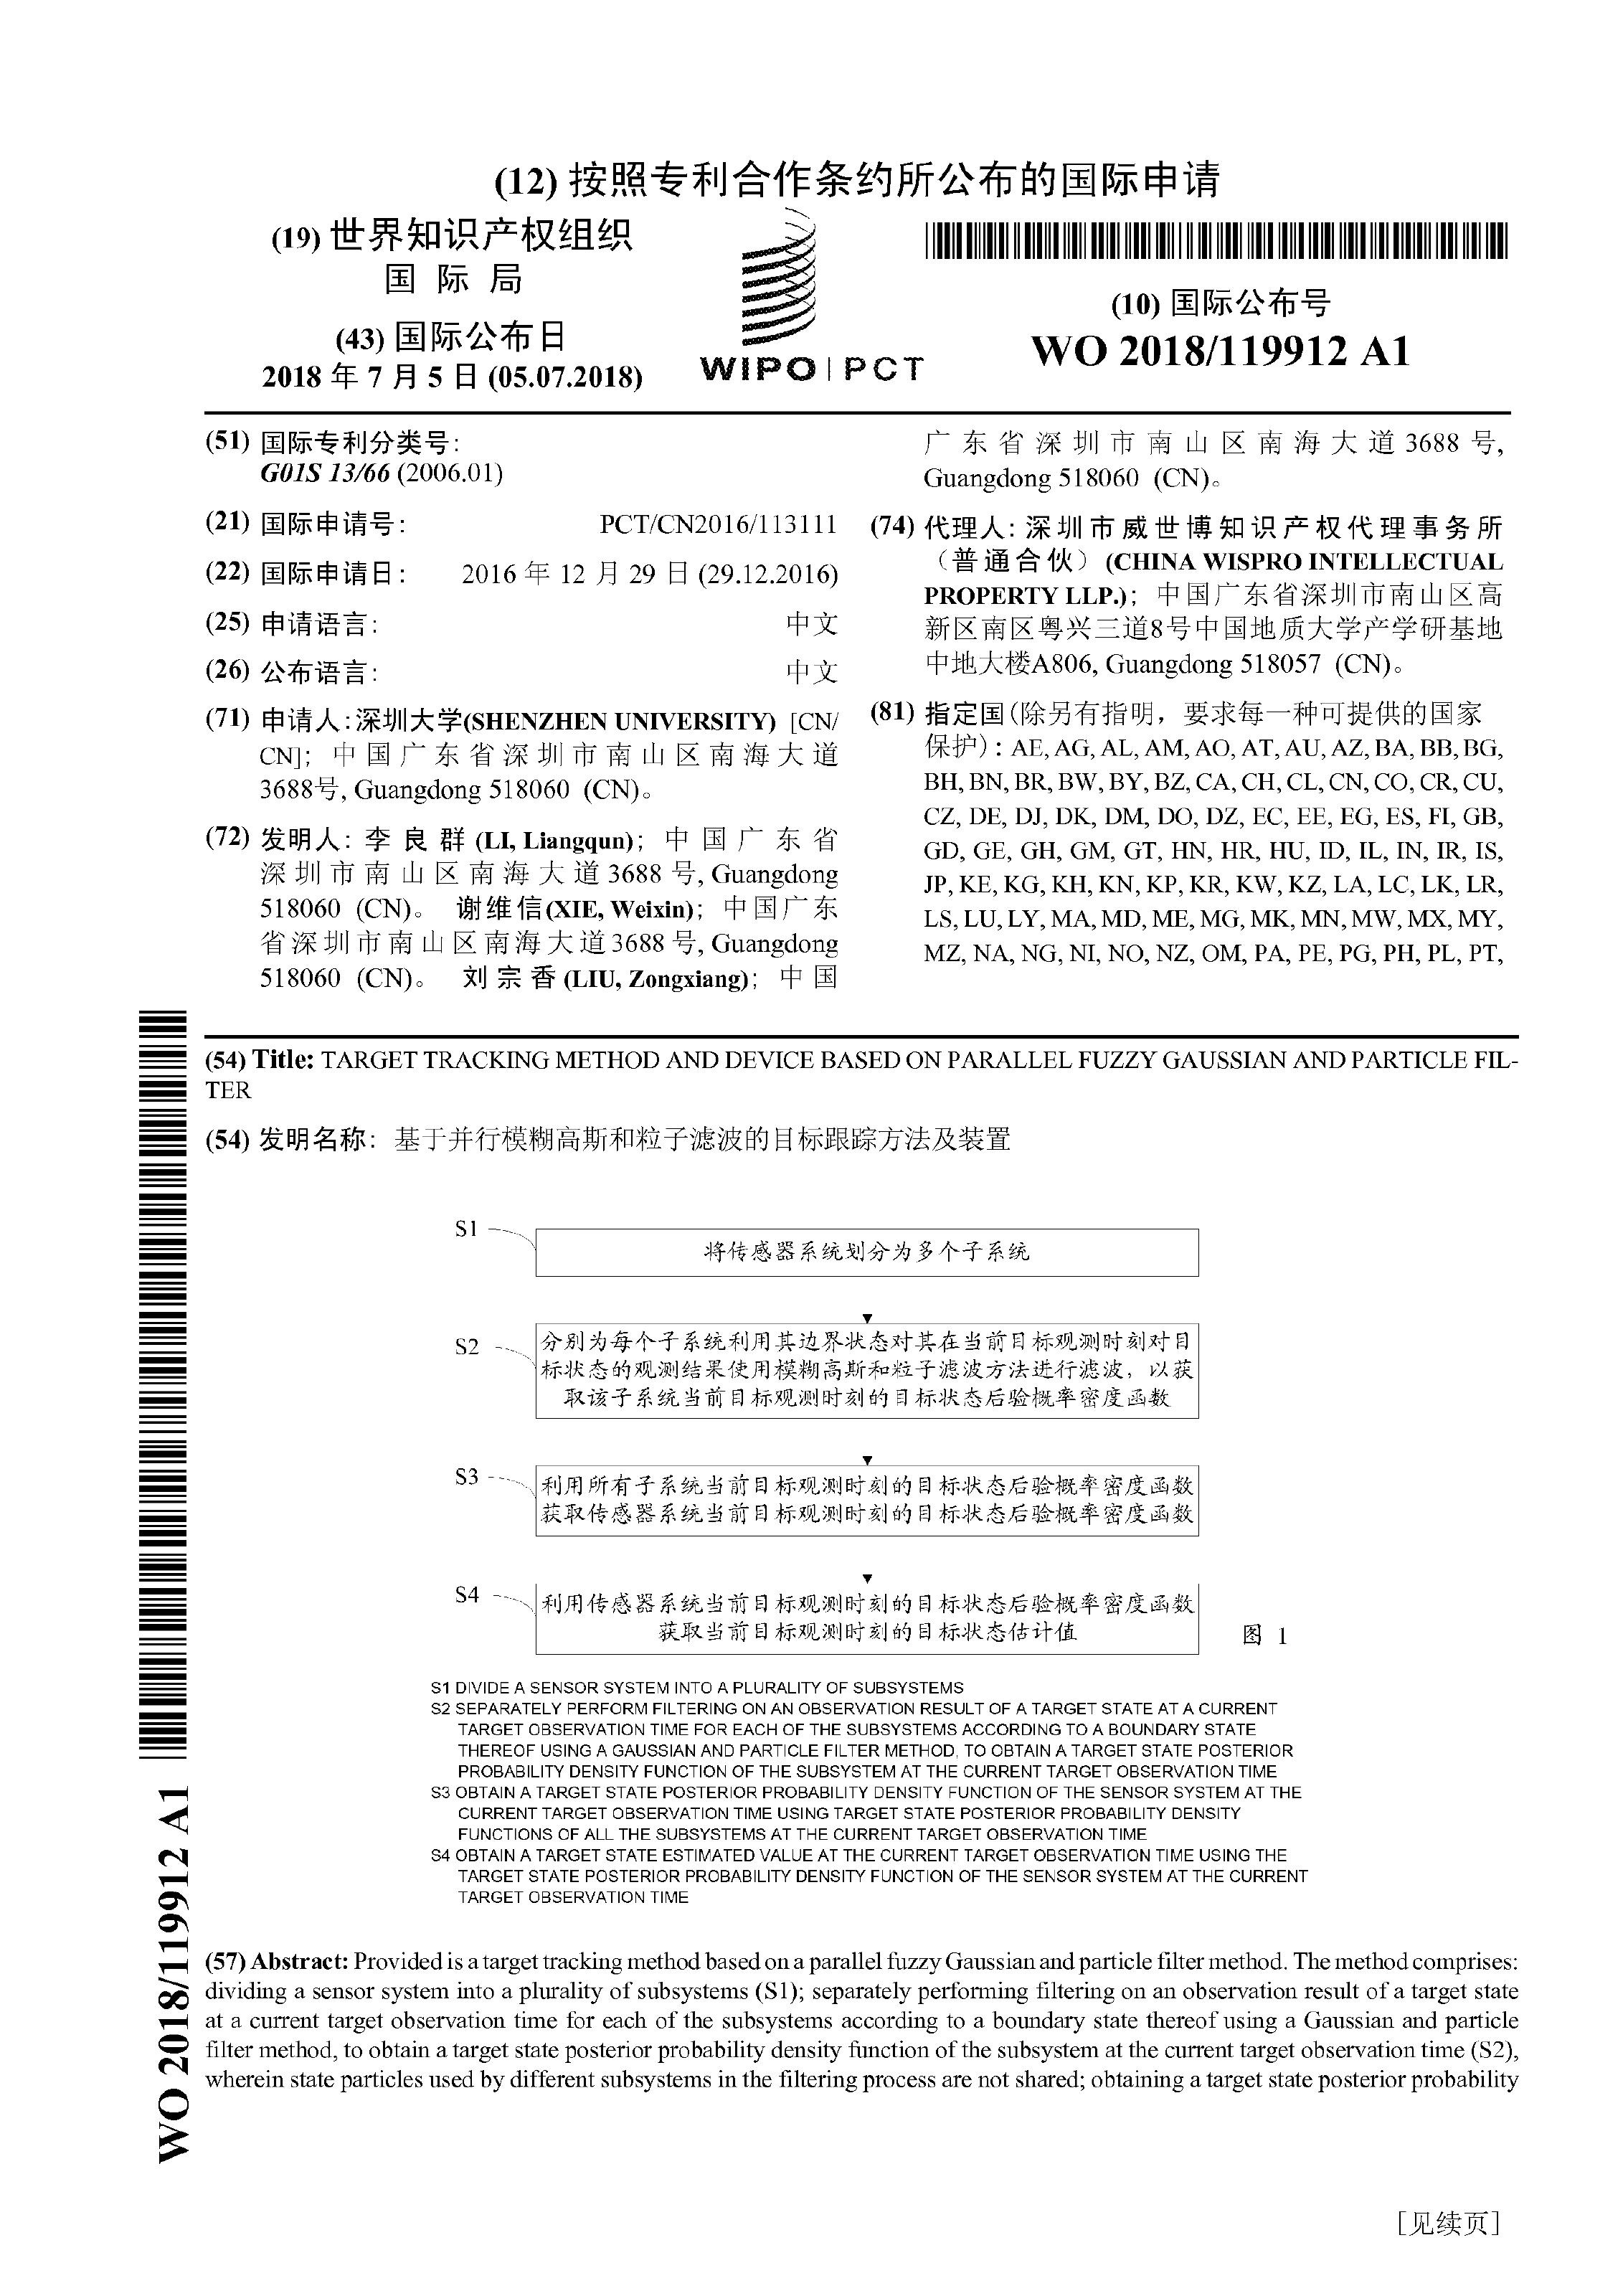 (12) 按照专利合作条约所公布的国际申请
(19) 世界知识产权组织
国 际 局
(43) 国际公布日
2018 年 7 月 5 日 (05.07.2018)
WIPO | PCT
(10) 国际公布号
WO 2018/119912 A1
(51) 国际专利分类号:
G01S 13/66 (2006.01)
(21) 国际申请号: PCT/CN2016/113111
(22) 国际申请日: 2016 年 12 月 29 日 (29.12.2016)
(25) 申请语言: 中文
(26) 公布语言: 中文
(71) 申请人:深圳大学(SHENZHEN UNIVERSITY) [CN/
CN]; 中国广东省深圳市南山区南海大道
3688号, Guangdong 518060 (CN)。
(72) 发明人: 李良群 (LI, Liangqun); 中国广东省
深圳市南山区南海大道3688号, Guangdong
518060 (CN)。 谢维信(XIE, Weixin); 中国广东
省深圳市南山区南海大道3688号, Guangdong
518060 (CN)。 刘宗香(LIU, Zongxiang); 中国
广东省深圳市南山区南海大道3688号,
Guangdong 518060 (CN)。
(74) 代理人: 深圳市威世博知识产权代理事务所
(普通合伙) (CHINA WISPRO INTELLECTUAL
PROPERTY LLP.); 中国广东省深圳市南山区高
新区南区粤兴三道8号中国地质大学产学研基地
中地大楼A806, Guangdong 518057 (CN)。
(81) 指定国(除另有指明, 要求每一种可提供的国家
保护): AE, AG, AL, AM, AO, AT, AU, AZ, BA, BB, BG,
BH, BN, BR, BW, BY, BZ, CA, CH, CL, CN, CO, CR, CU,
CZ, DE, DJ, DK, DM, DO, DZ, EC, EE, EG, ES, FI, GB,
GD, GE, GH, GM, GT, HN, HR, HU, ID, IL, IN, IR, IS,
JP, KE, KG, KH, KN, KP, KR, KW, KZ, LA, LC, LK, LR,
LS, LU, LY, MA, MD, ME, MG, MK, MN, MW, MX, MY,
MZ, NA, NG, NI, NO, NZ, OM, PA, PE, PG, PH, PL, PT,
(54) Title: TARGET TRACKING METHOD AND DEVICE BASED ON PARALLEL FUZZY GAUSSIAN AND PARTICLE FIL-
TER
(54) 发明名称: 基于并行模糊高斯和粒子滤波的目标跟踪方法及装置
S1
将传感器系统划分为多个子系统
S2
分别为每个子系统利用其边界状态对其在当前目标观测时刻对目
标状态的观测结果使用模糊高斯和粒子滤波方法进行滤波, 以获
取该子系统当前目标观测时刻的目标状态后验概率密度函数
S3
利用所有子系统当前目标观测时刻的目标状态后验概率密度函数
获取传感器系统当前目标观测时刻的目标状态后验概率密度函数
S4
利用传感器系统当前目标观测时刻的目标状态后验概率密度函数
获取当前目标观测时刻的目标状态估计值
图 1
S1 DIVIDE A SENSOR SYSTEM INTO A PLURALITY OF SUBSYSTEMS
S2 SEPARATELY PERFORM FILTERING ON AN OBSERVATION RESULT OF A TARGET STATE AT A CURRENT
TARGET OBSERVATION TIME FOR EACH OF THE SUBSYSTEMS ACCORDING TO A BOUNDARY STATE
THEREOF USING A GAUSSIAN AND PARTICLE FILTER METHOD, TO OBTAIN A TARGET STATE POSTERIOR
PROBABILITY DENSITY FUNCTION OF THE SUBSYSTEM AT THE CURRENT TARGET OBSERVATION TIME
S3 OBTAIN A TARGET STATE POSTERIOR PROBABILITY DENSITY FUNCTION OF THE SENSOR SYSTEM AT THE
CURRENT TARGET OBSERVATION TIME USING TARGET STATE POSTERIOR PROBABILITY DENSITY
FUNCTIONS OF ALL THE SUBSYSTEMS AT THE CURRENT TARGET OBSERVATION TIME
S4 OBTAIN A TARGET STATE ESTIMATED VALUE AT THE CURRENT TARGET OBSERVATION TIME USING THE
TARGET STATE POSTERIOR PROBABILITY DENSITY FUNCTION OF THE SENSOR SYSTEM AT THE CURRENT
TARGET OBSERVATION TIME
(57) Abstract: Provided is a target tracking method based on a parallel fuzzy Gaussian and particle filter method. The method comprises:
dividing a sensor system into a plurality of subsystems (S1); separately performing filtering on an observation result of a target state
at a current target observation time for each of the subsystems according to a boundary state thereof using a Gaussian and particle
filter method, to obtain a target state posterior probability density function of the subsystem at the current target observation time (S2),
wherein state particles used by different subsystems in the filtering process are not shared; obtaining a target state posterior probability
WO 2018/119912 A1
[见续页]